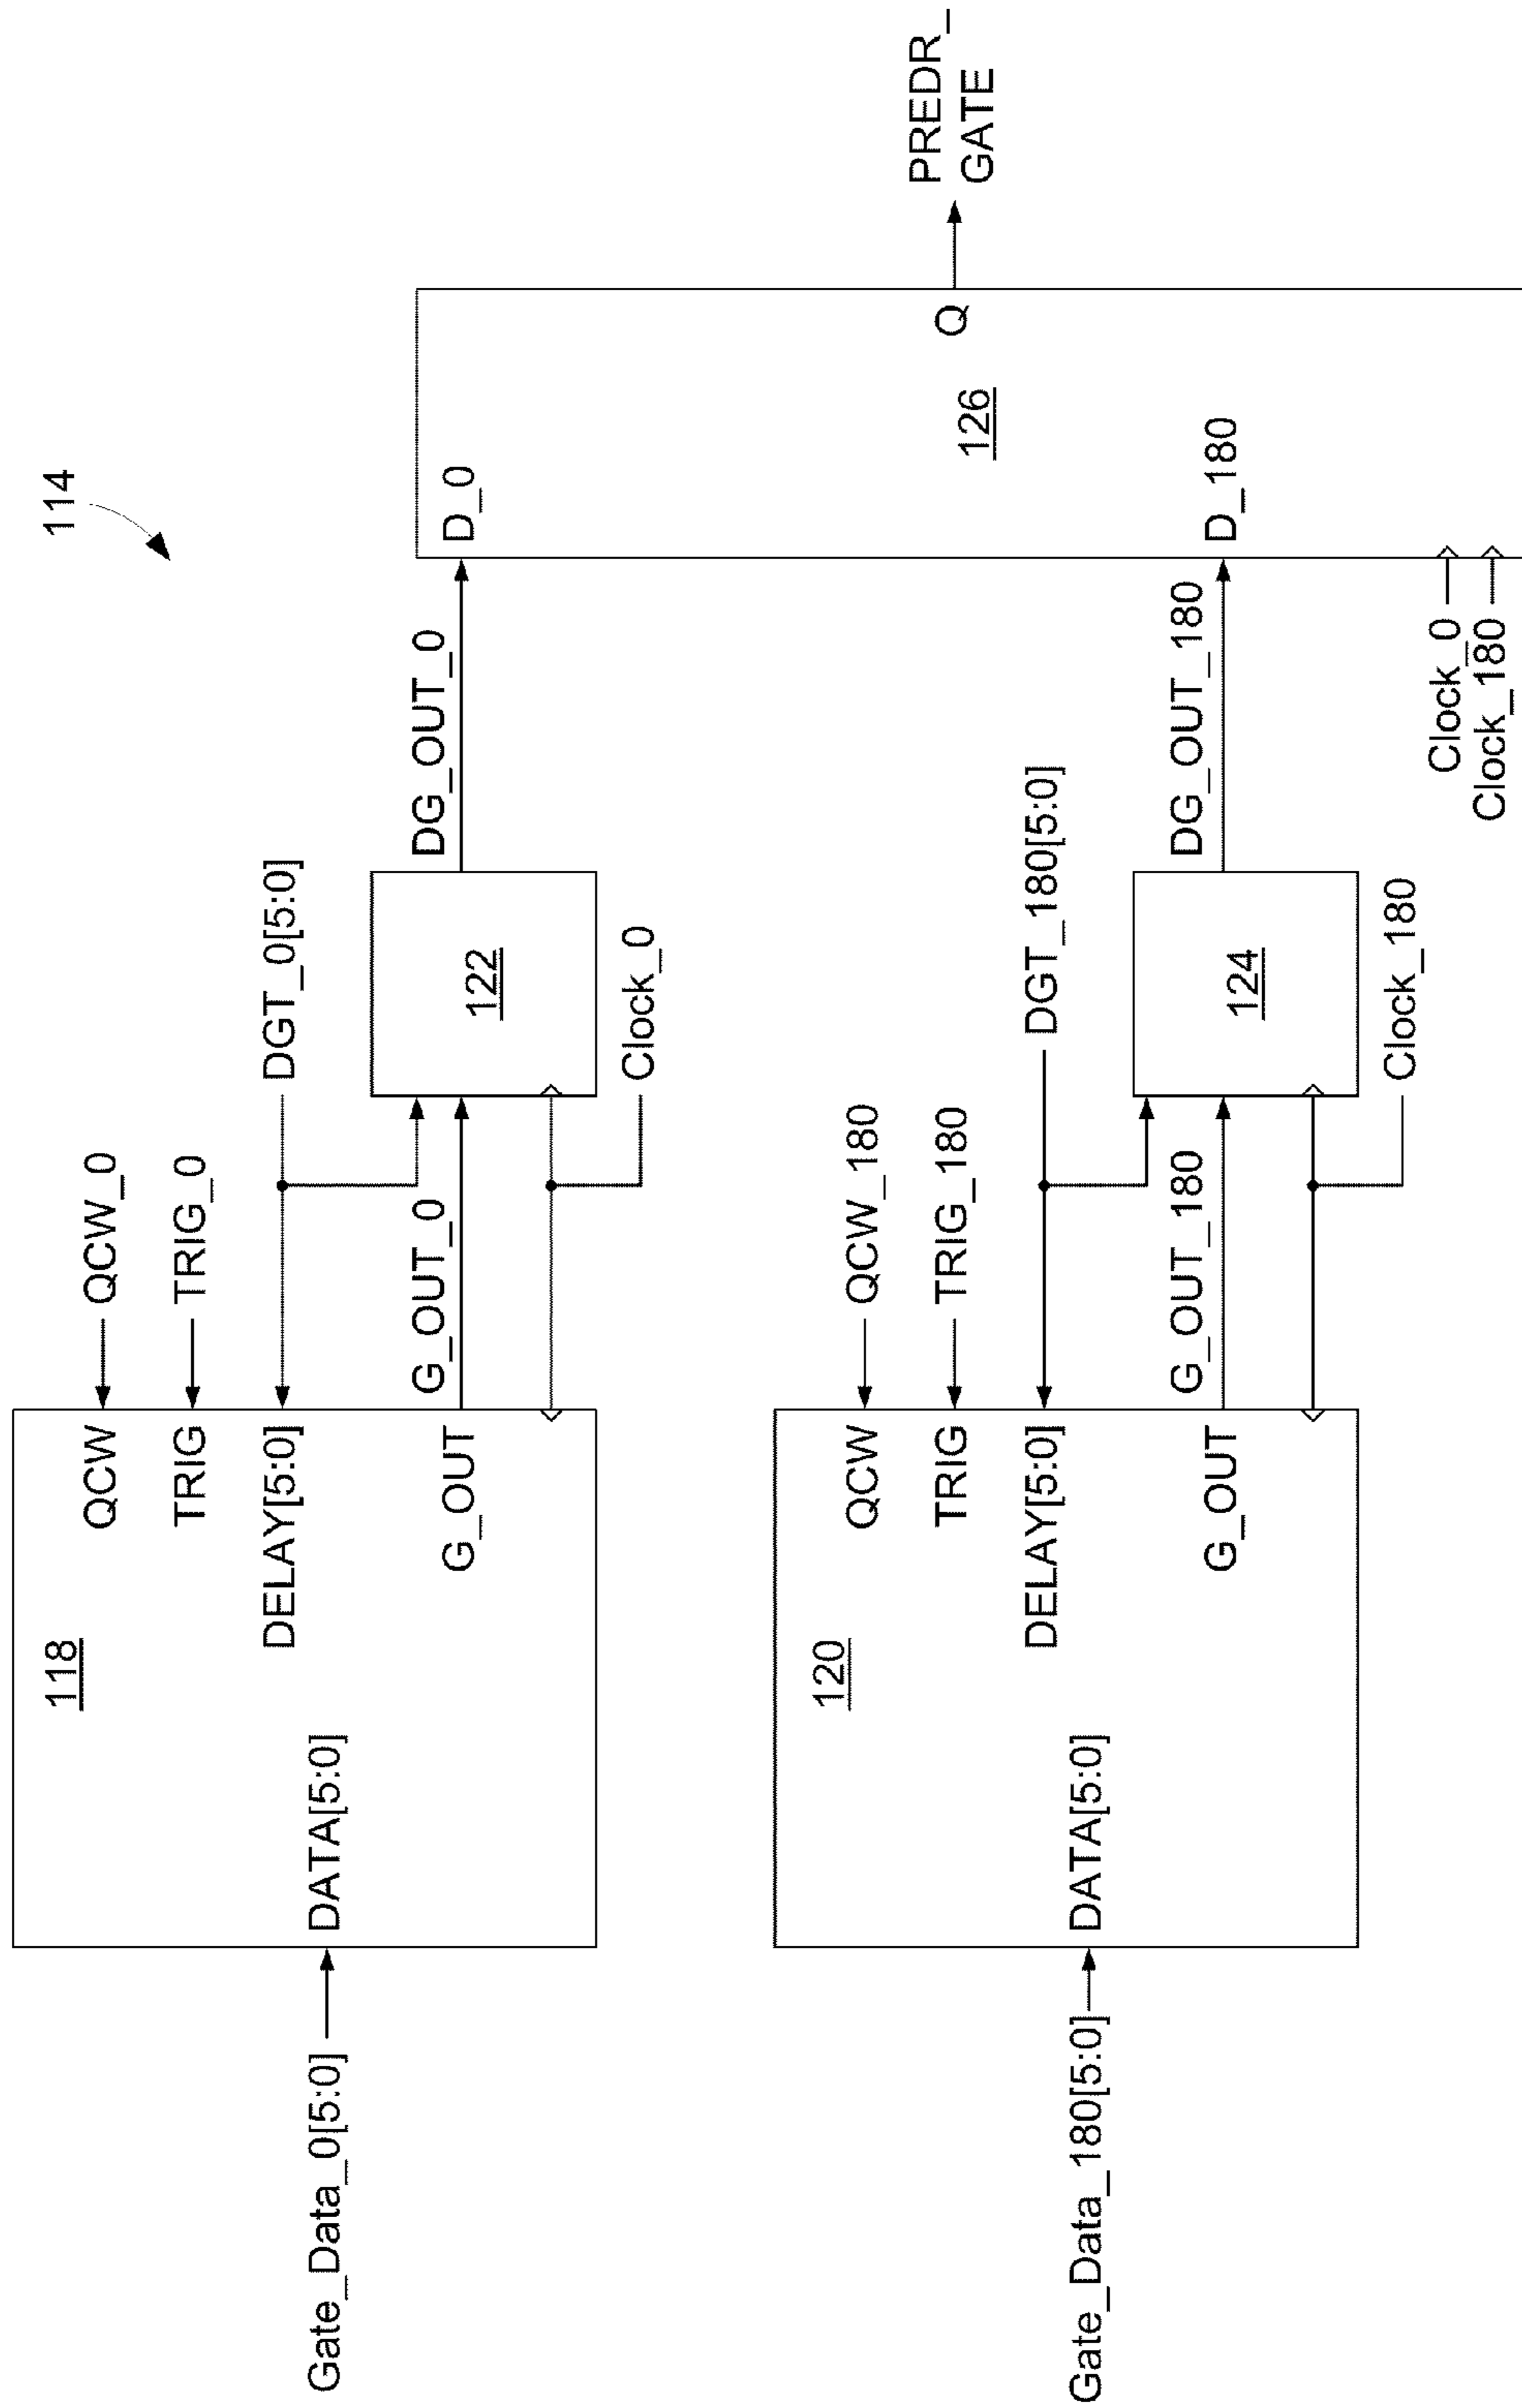 114
118
QCW
TRIG
DELAY[5:0]
G_OUT
DATA[5:0]
Gate_Data_0[5:0]
QCW_0
TRIG_0
DGT_0[5:0]
G_OUT_0
Clock_0
122
DG_OUT_0
D_0
120
QCW
TRIG
DELAY[5:0]
G_OUT
DATA[5:0]
Gate_Data_180[5:0]
QCW_180
TRIG_180
DGT_180[5:0]
G_OUT_180
Clock_180
124
DG_OUT_180
D_180
126
Q
Clock_0
Clock_180
PREDR_
GATE